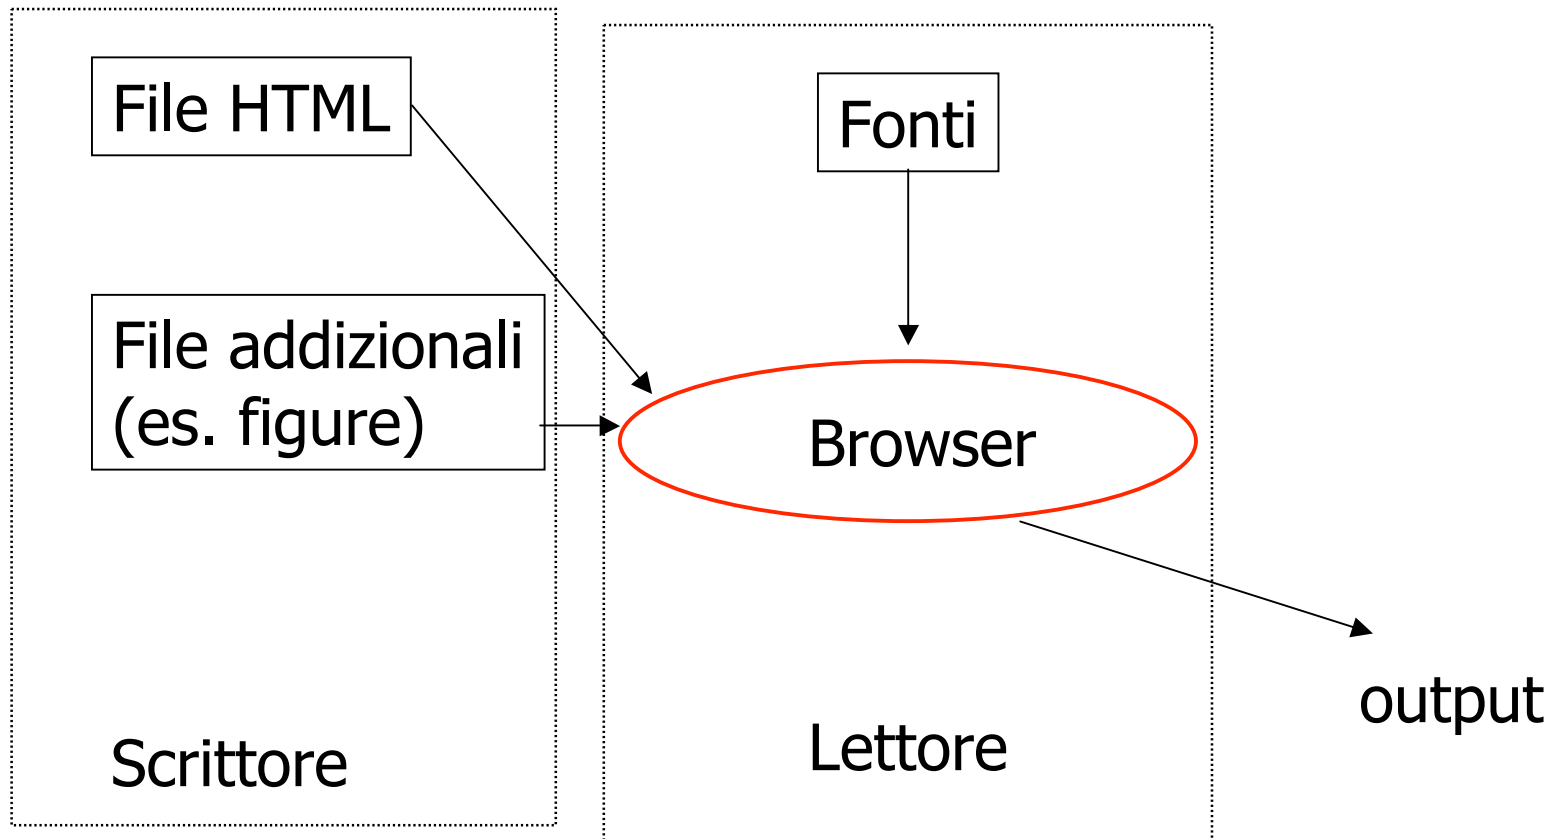 File HTML
Fonti
File addizionali
(es. figure)
Browser
output
Scrittore
Lettore